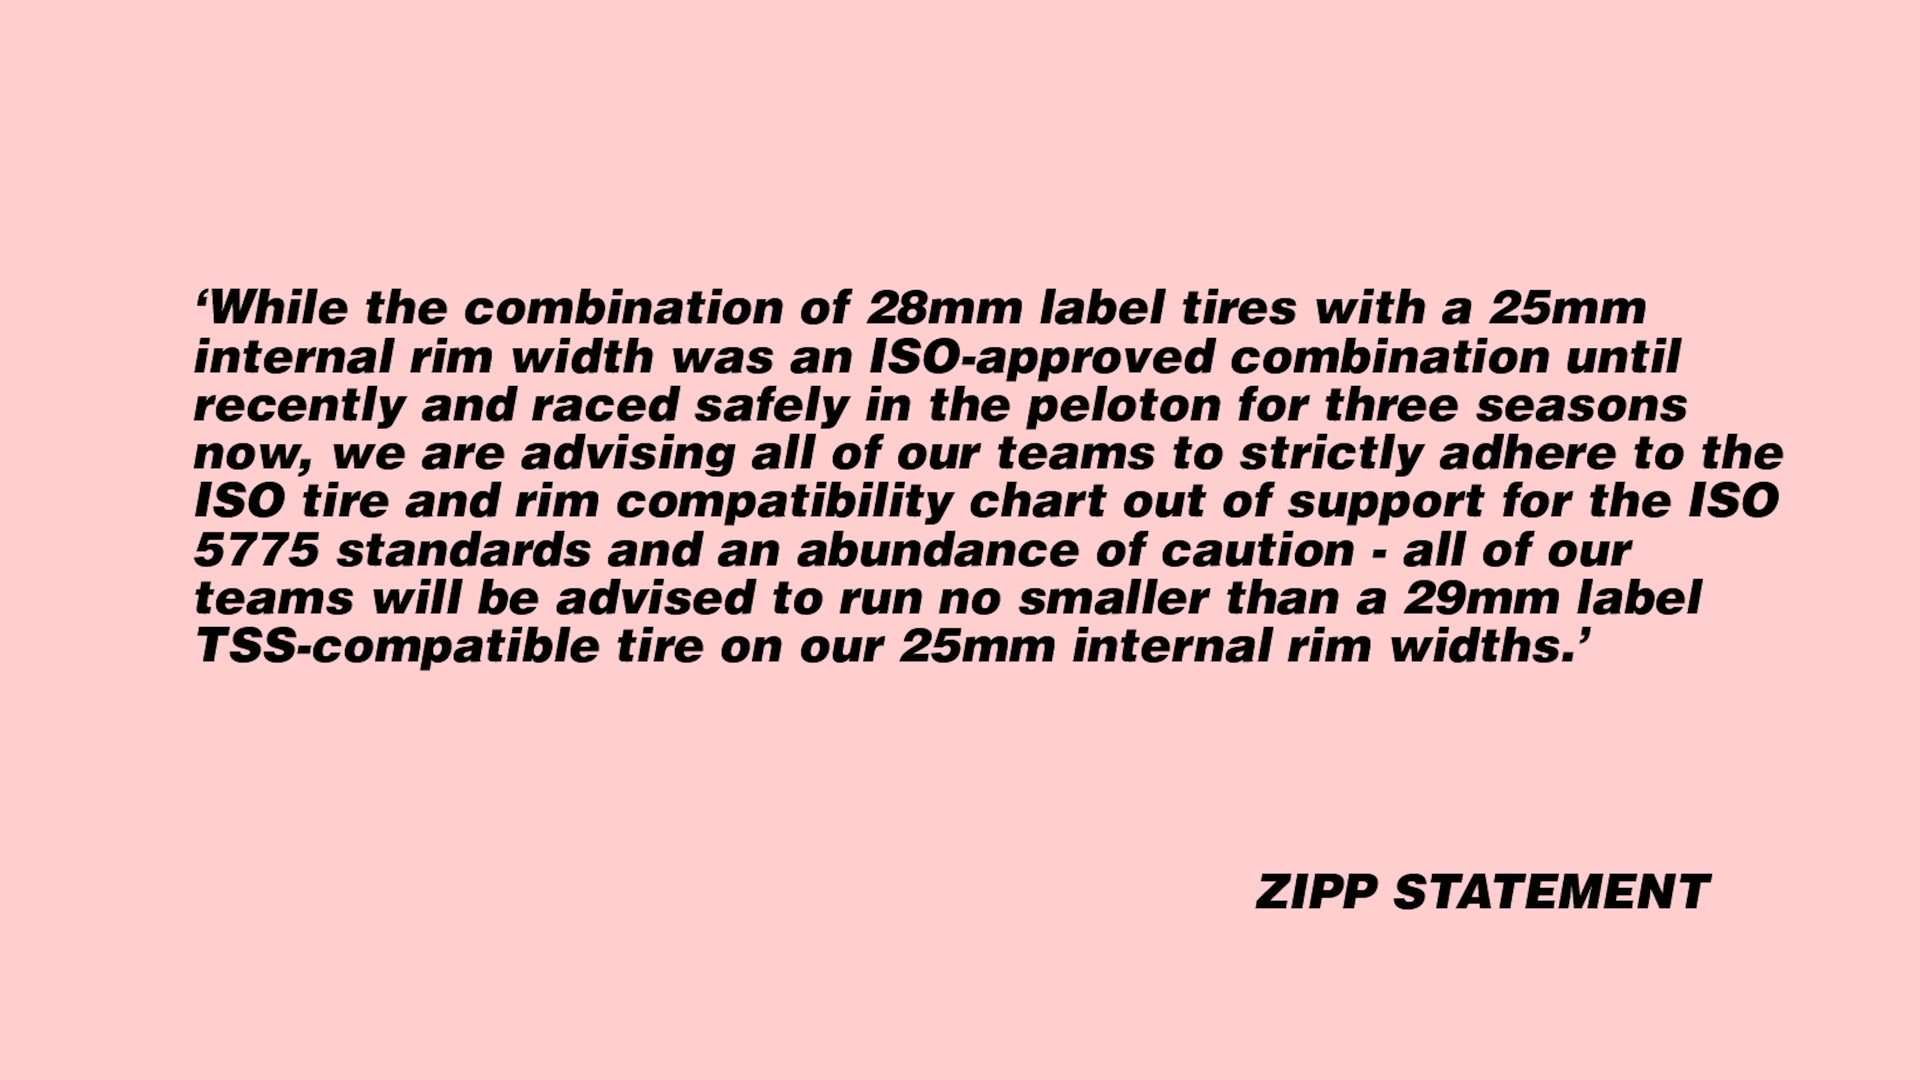 ‘While the combination of 28mm label tires with a 25mm
internal rim width was an ISO-approved combination until
recently and raced safely in the peloton for three seasons
now, we are advising all of our teams to strictly adhere to the
ISO tire and rim compatibility chart out of support for the ISO
5775 standards and an abundance of caution - all of our
teams will be advised to run no smaller than a 29mm label
TSS-compatible tire on our 25mm internal rim widths.’
ZIPP STATEMENT